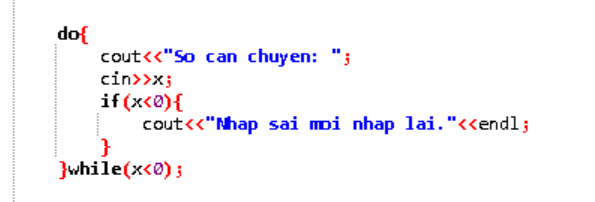 do{
cout<<"So can chuyen: ";
cin>>x;
if(x<0){
cout<<"Nhap sai moi nhap lai."<<endl;
}
}while(x<0);